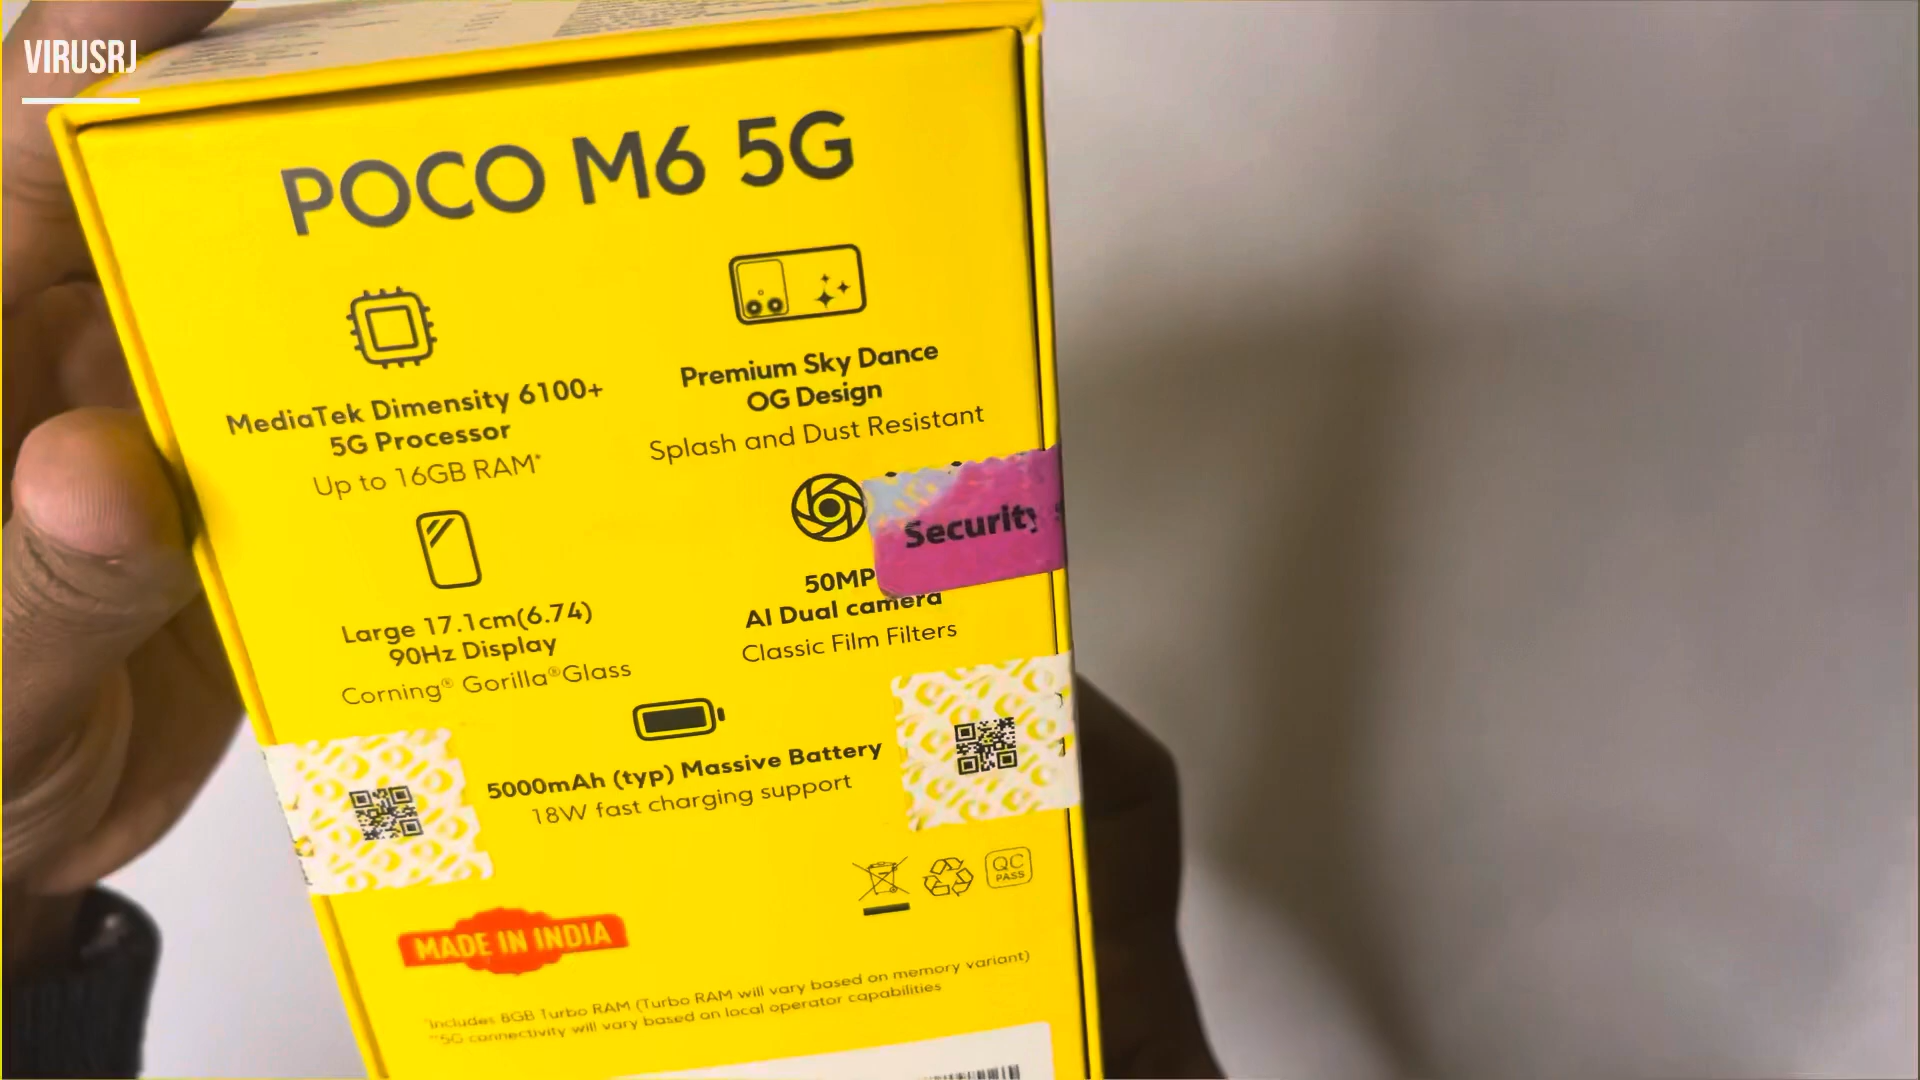 VIRUSRJ
POCO M6 5G
MediaTek Dimensity 6100+
5G Processor
Up to 16GB RAM*
Premium Sky Dance
OG Design
Splash and Dust Resistant
Large 17.1cm(6.74)
90Hz Display
Corning® Gorilla®Glass
Security
50MP
AI Dual camera
Classic Film Filters
5000mAh (typ) Massive Battery
18W fast charging support
QC
PASS
MADE IN INDIA
*Includes 8GB Turbo RAM (Turbo RAM will vary based on memory variant)
**5G connectivity will vary based on local operator capabilities